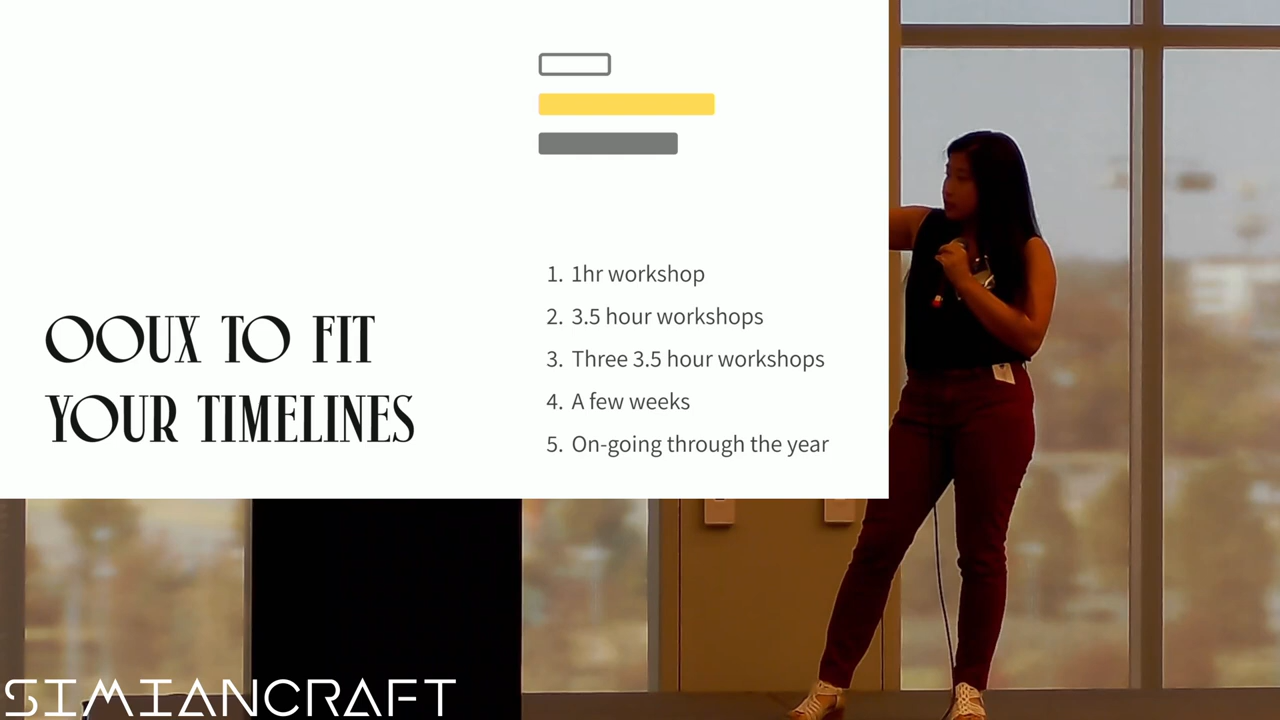 OOUX TO FIT
YOUR TIMELINES
1. 1hr workshop
2. 3.5 hour workshops
3. Three 3.5 hour workshops
4. A few weeks
5. On-going through the year
SIMIANCRAFT